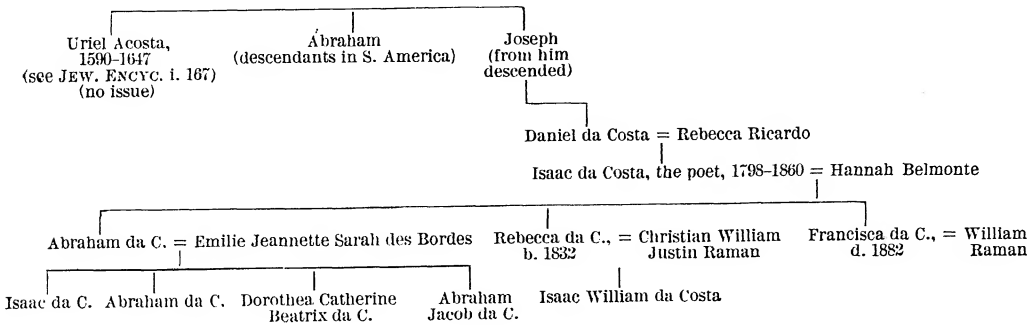 Uriel Acosta,
1590-1647
(see JEW. ENCYC. i. 167)
(no issue)
Abraham
(descendants in S. America)
Joseph
(from him
descended)
Daniel da Costa = Rebecca Ricardo
Isaac da Costa, the poet, 1798-1860 = Hannah Belmonte
Abraham da C. = Emilie Jeannette Sarah des Bordes
Rebecca da C., = Christian William
b. 1832 Justin Raman
Francisca da C., = William
d. 1882 Raman
Isaac da C.
Abraham da C.
Dorothea Catherine
Beatrix da C.
Abraham
Jacob da C.
Isaac William da Costa